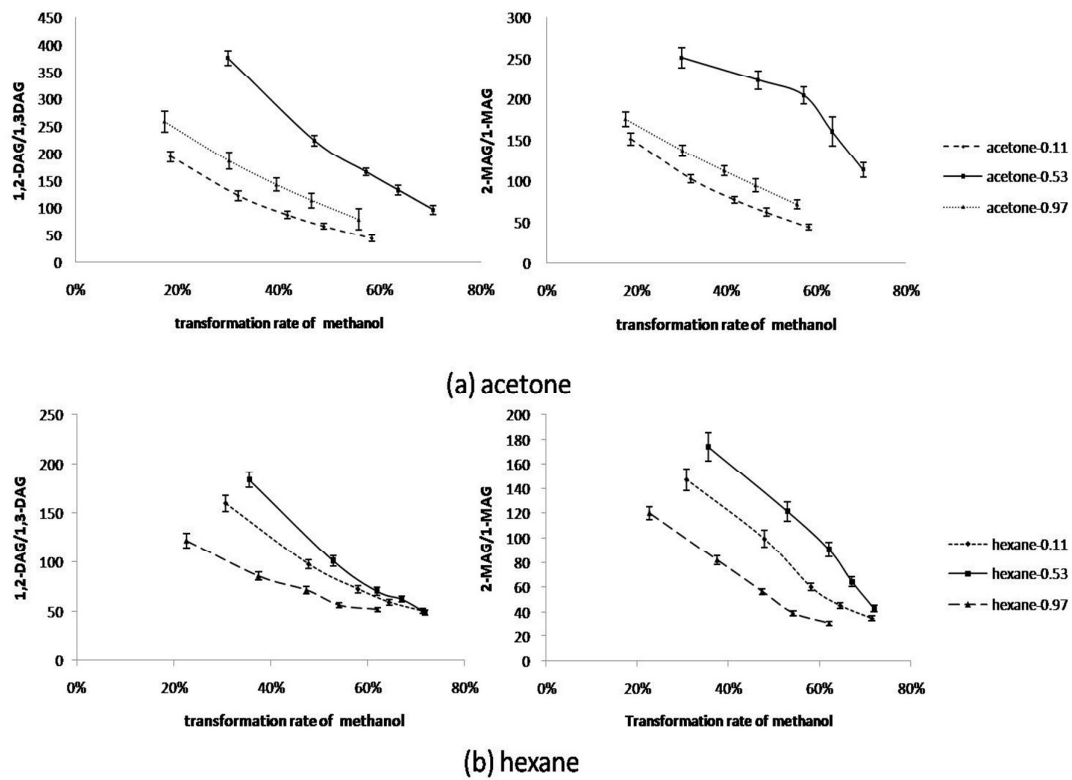 450
400
350
300
250
200
150
100
50
0
1,2-DAG/1,3DAG
0% 20% 40% 60% 80%
transformation rate of methanol
300
250
200
150
100
50
0
2-MAG/1-MAG
0% 20% 40% 60% 80%
transformation rate of methanol
acetone-0.11
acetone-0.53
acetone-0.97
(a) acetone
250
200
150
100
50
0
1,2-DAG/1,3-DAG
0% 20% 40% 60% 80%
transformation rate of methanol
200
180
160
140
120
100
80
60
40
20
0
2-MAG/1-MAG
0% 20% 40% 60% 80%
Transformation rate of methanol
hexane-0.11
hexane-0.53
hexane-0.97
(b) hexane